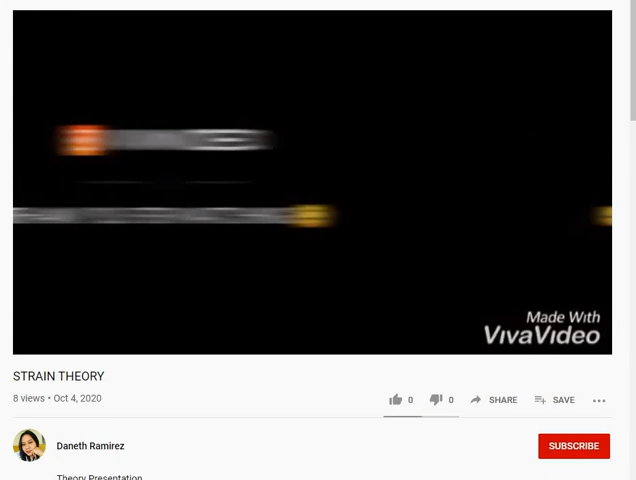 Made With
VivaVideo
STRAIN THEORY
8 views • Oct 4, 2020
0 0 SHARE SAVE
Daneth Ramirez
SUBSCRIBE
Theory Presentation